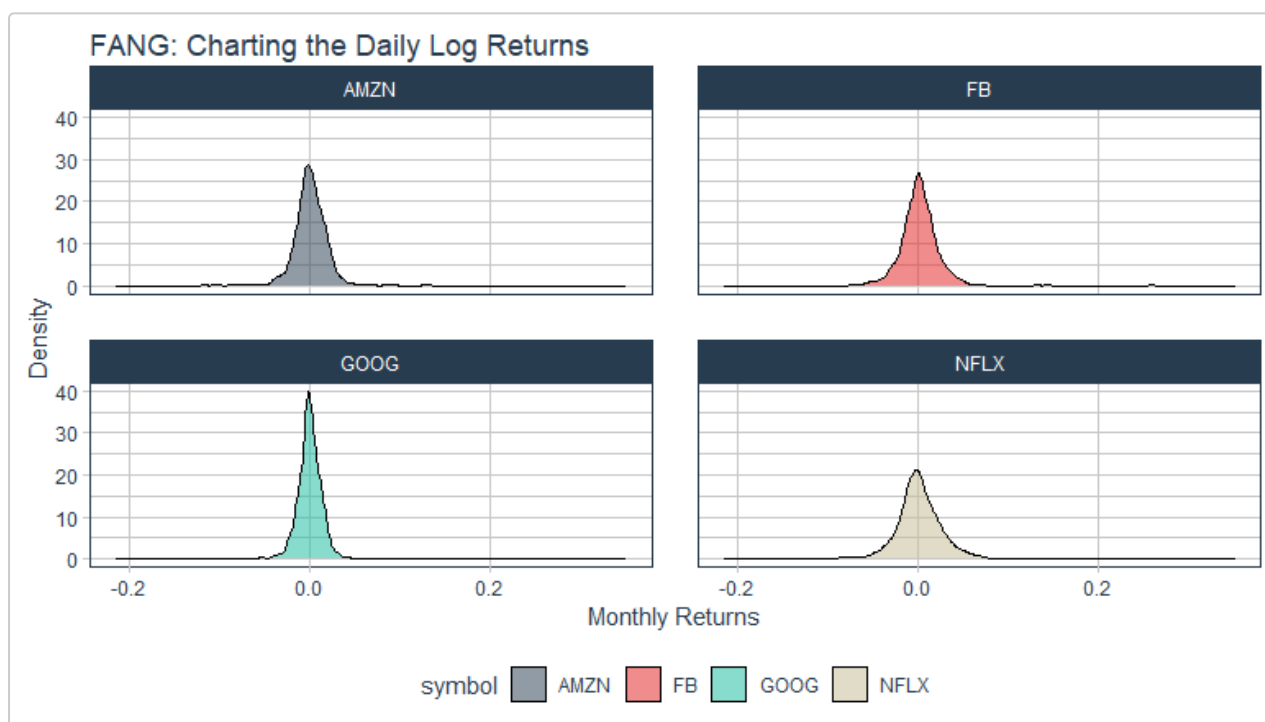 FANG: Charting the Daily Log Returns
AMZN
FB
40
30
20
10
0
Density
GOOG
NFLX
40
30
20
10
0
-0.2
0.0
0.2
-0.2
0.0
0.2
Monthly Returns
symbol AMZN FB GOOG NFLX